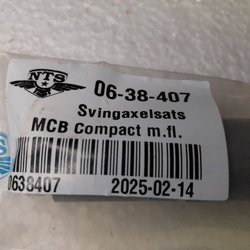 NTS
06-38-407
Svingaxelsats
MCB Compact m.fl.
0638407
2025-02-14